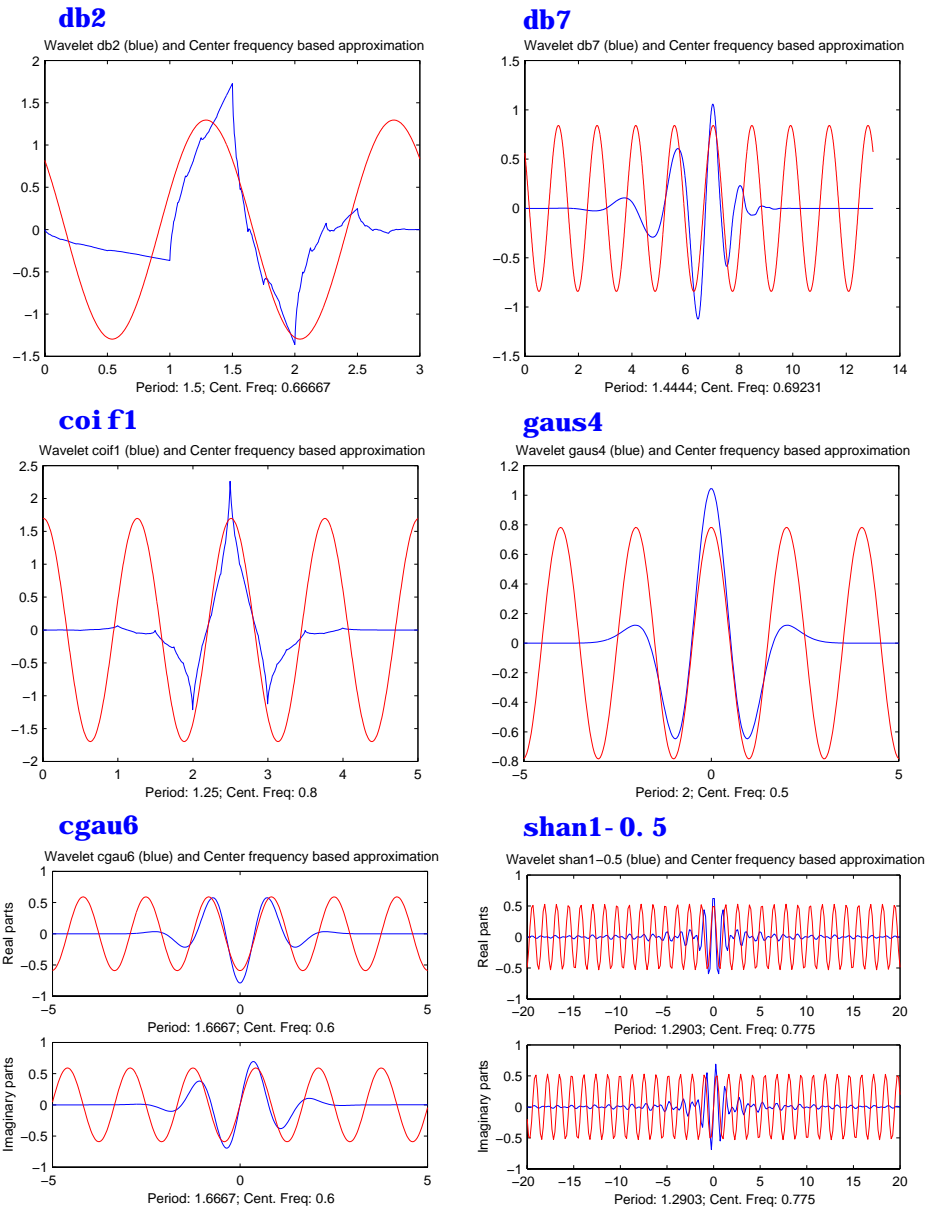 db2
Wavelet db2 (blue) and Center frequency based approximation
2
1.5
1
0.5
0
−0.5
−1
−1.5
0 0.5 1 1.5 2 2.5 3
Period: 1.5; Cent. Freq: 0.66667
db7
Wavelet db7 (blue) and Center frequency based approximation
1.5
1
0.5
0
−0.5
−1
−1.5
0 2 4 6 8 10 12 14
Period: 1.4444; Cent. Freq: 0.69231
coif1
Wavelet coif1 (blue) and Center frequency based approximation
2.5
2
1.5
1
0.5
0
−0.5
−1
−1.5
−2
0 1 2 3 4 5
Period: 1.25; Cent. Freq: 0.8
gaus4
Wavelet gaus4 (blue) and Center frequency based approximation
1.2
1
0.8
0.6
0.4
0.2
0
−0.2
−0.4
−0.6
−0.8
−5 0 5
Period: 2; Cent. Freq: 0.5
cgau6
Wavelet cgau6 (blue) and Center frequency based approximation
Real parts
1
0.5
0
−0.5
−1
−5 0 5
Period: 1.6667; Cent. Freq: 0.6
Imaginary parts
1
0.5
0
−0.5
−1
−5 0 5
Period: 1.6667; Cent. Freq: 0.6
shan1-0.5
Wavelet shan1−0.5 (blue) and Center frequency based approximation
Real parts
1
0.5
0
−0.5
−1
−20 −15 −10 −5 0 5 10 15 20
Period: 1.2903; Cent. Freq: 0.775
Imaginary parts
1
0.5
0
−0.5
−1
−20 −15 −10 −5 0 5 10 15 20
Period: 1.2903; Cent. Freq: 0.775